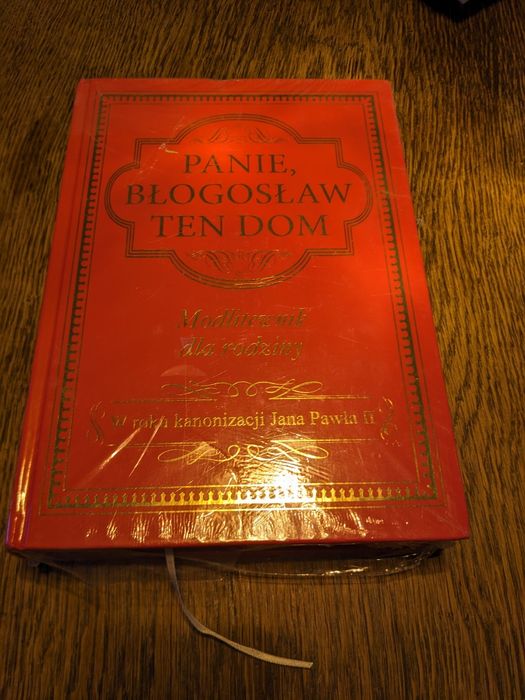 PANIE,
BŁOGOSŁAW
TEN DOM
Modlitewnik
dla rodziny
W roku kanonizacji Jana Pawła II